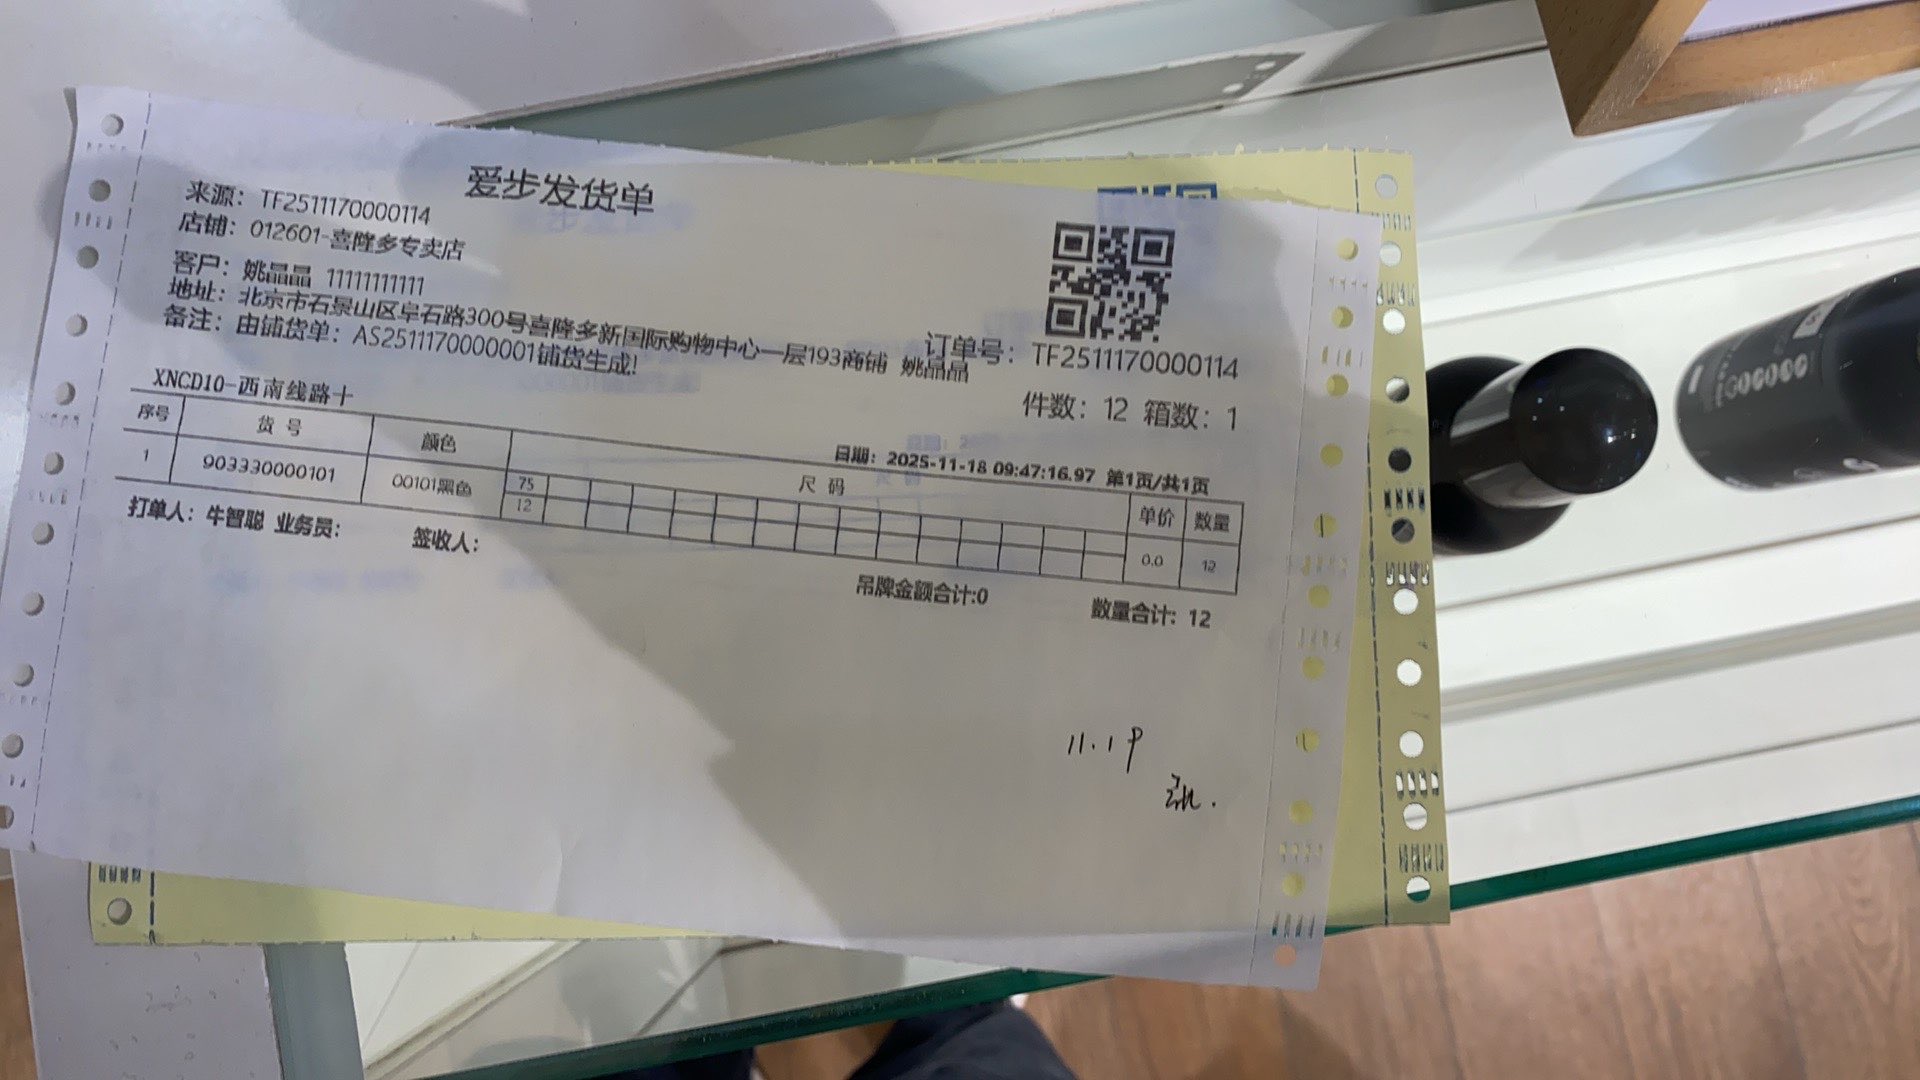 爱步发货单
来源：TF2511170000114
店铺：012601-喜隆多专卖店
客户：姚晶晶 11111111111
地址：北京市石景山区阜石路300号喜隆多新国际购物中心一层193商铺 姚晶晶
备注：由铺货单：AS2511170000001铺货生成!
订单号：TF2511170000114
XNCD10-西南线路十
件数：12 箱数：1
日期：2025-11-18 09:47:16.97 第1页/共1页
序号 货号 颜色 尺码 单价 数量
75
1 903330000101 00101黑色 12 0.0 12
打单人：牛智聪 业务员： 签收人：
吊牌金额合计:0 数量合计: 12
11.19